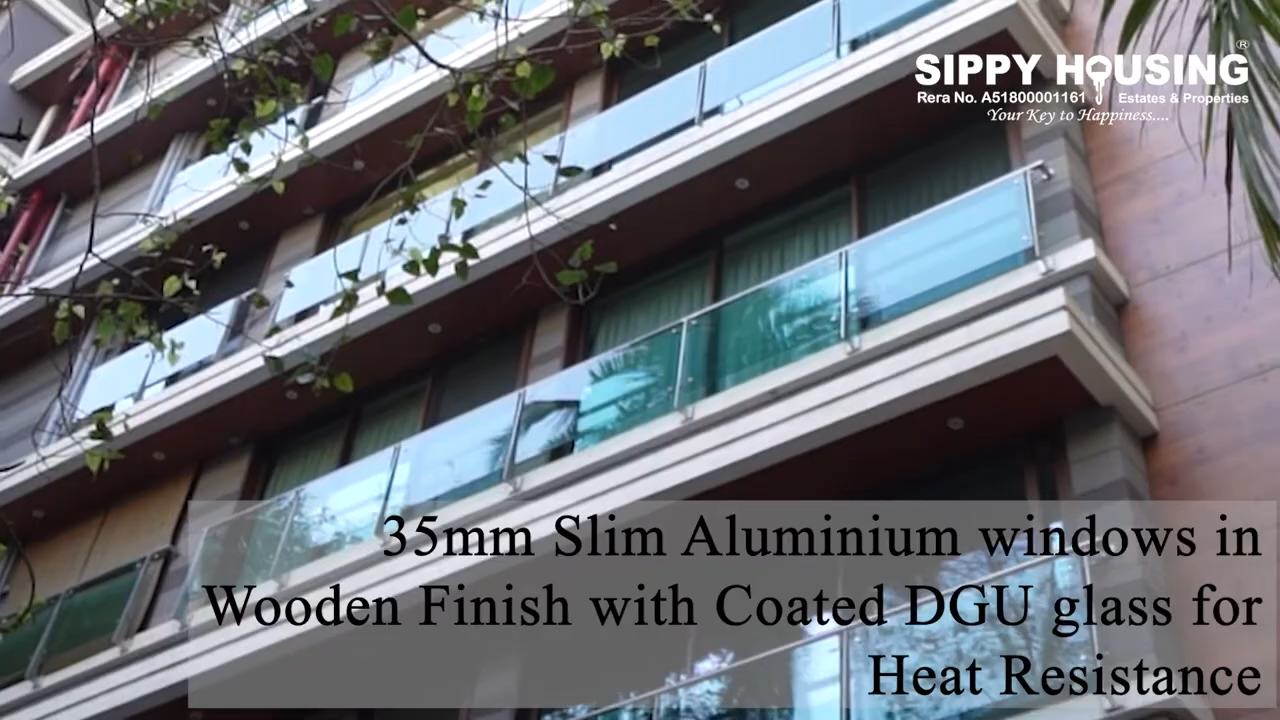 SIPPY HOUSING®
Rera No. A51800001161 Estates & Properties
Your Key to Happiness....
35mm Slim Aluminium windows in
Wooden Finish with Coated DGU glass for
Heat Resistance